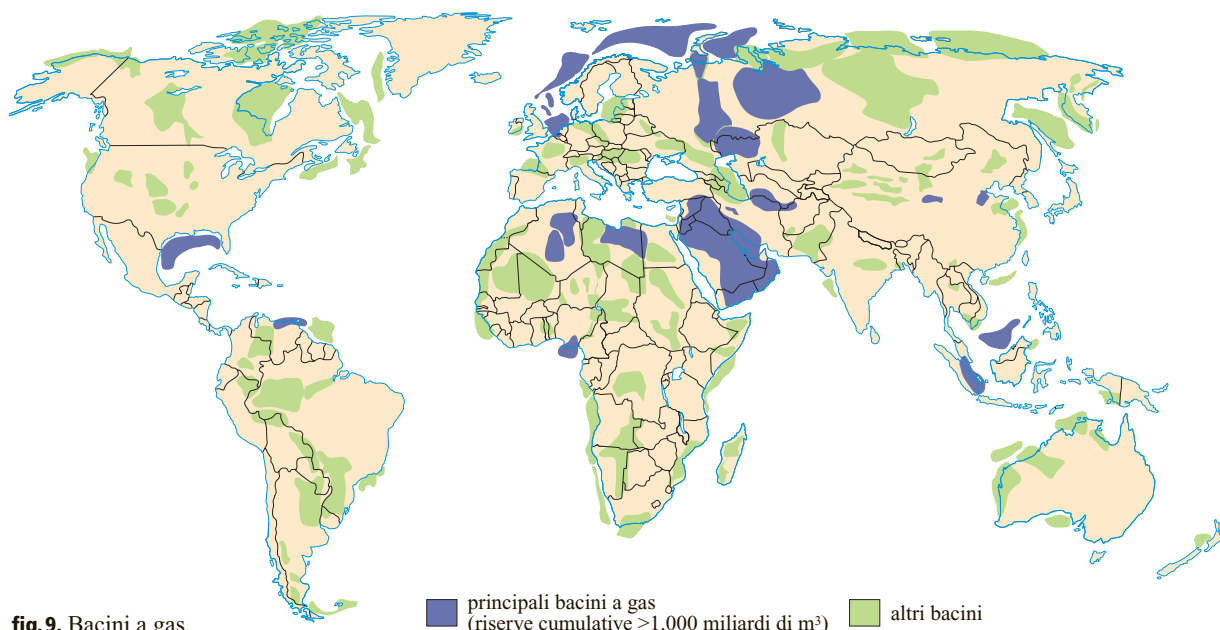 principali bacini a gas
(riserve cumulative >1.000 miliardi di m³)
altri bacini
fig. 9. Bacini a gas.